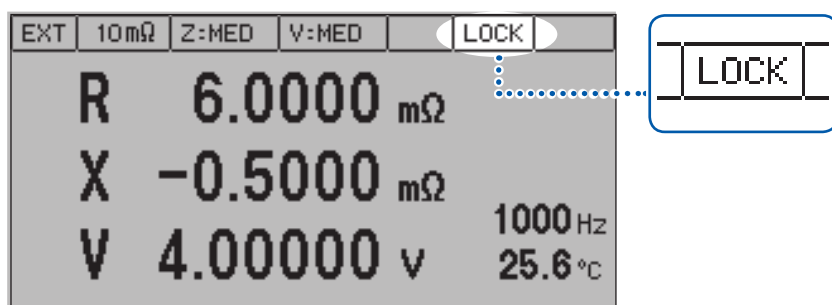 EXT 10mΩ Z:MED V:MED LOCK
LOCK
R 6.0000 mΩ
X -0.5000 mΩ
1000 Hz
V 4.00000 V
25.6 °C